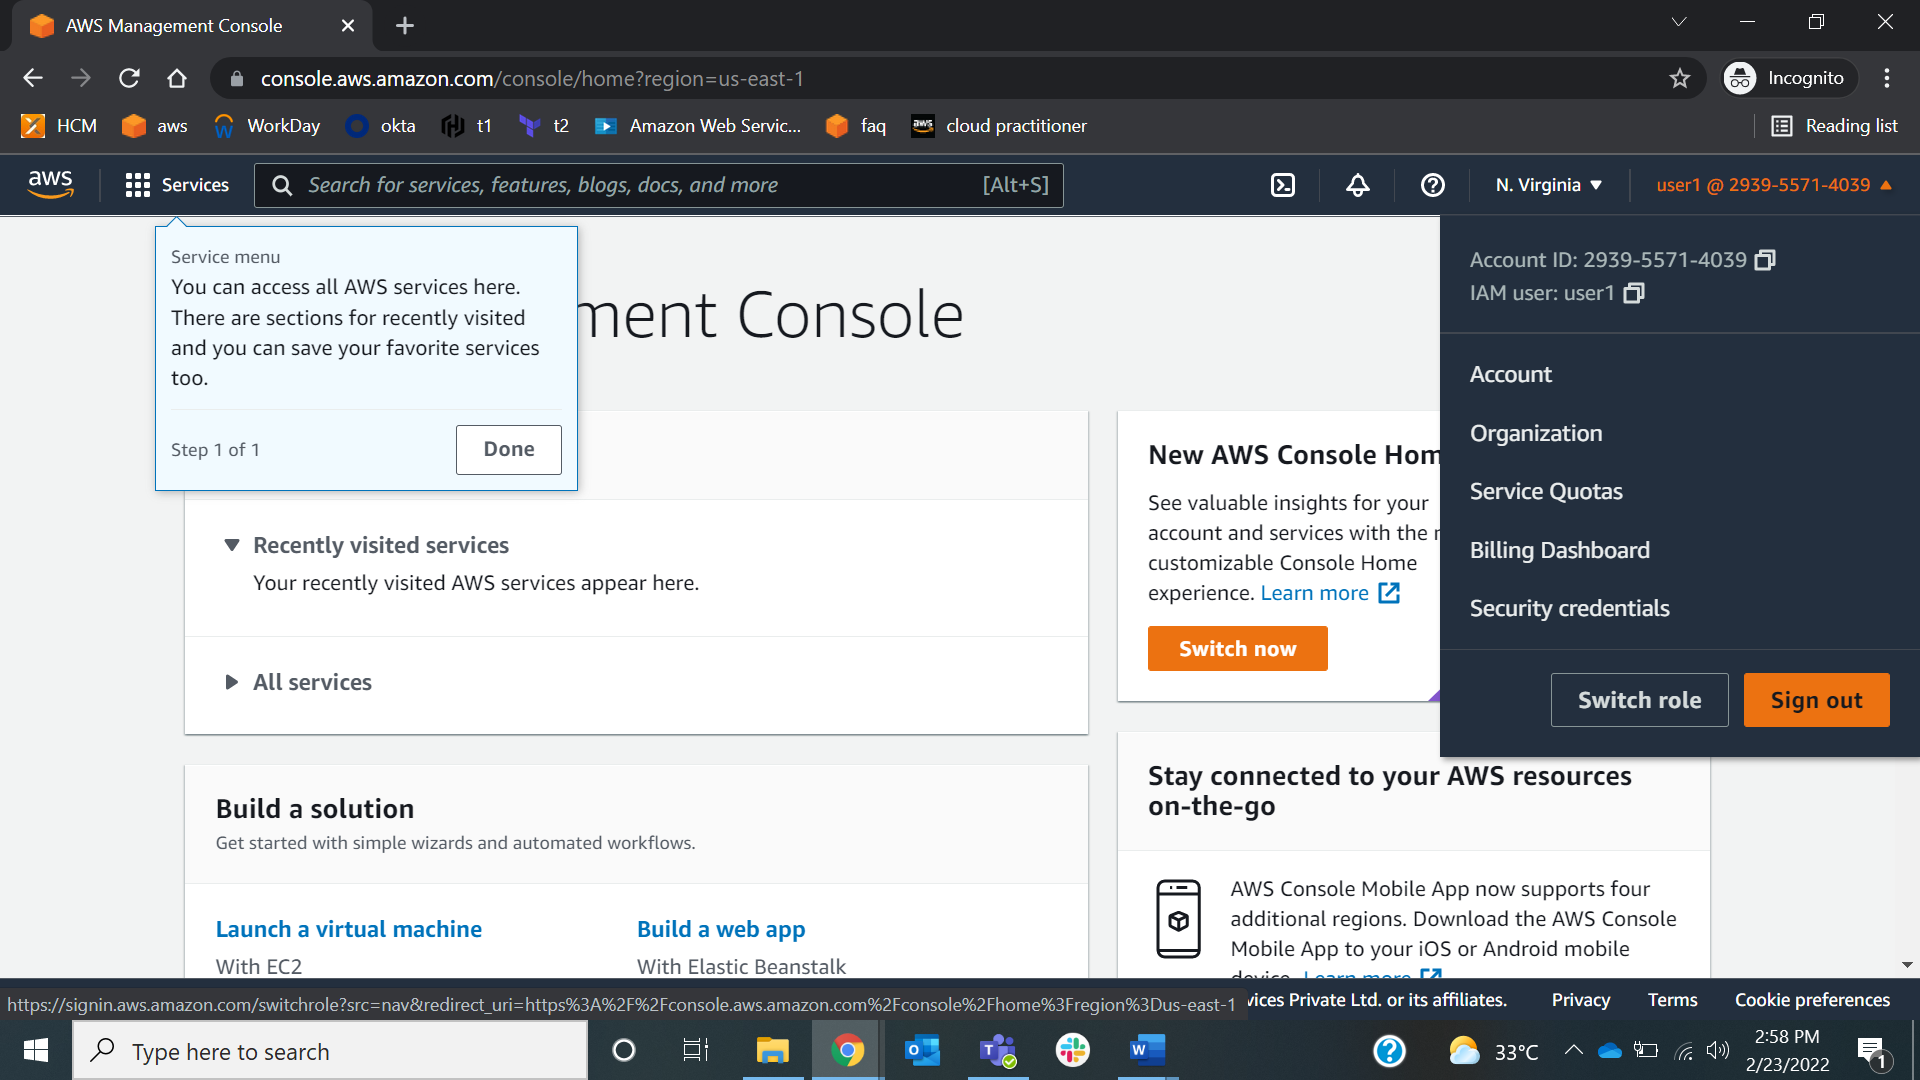 AWS Management Console
console.aws.amazon.com/console/home?region=us-east-1
Incognito
HCM
aws
WorkDay
okta
t1
t2
Amazon Web Servic...
faq
aws
cloud practitioner
Reading list
aws
Services
Search for services, features, blogs, docs, and more
[Alt+S]
N. Virginia
user1 @ 2939-5571-4039
Service menu
You can access all AWS services here.
There are sections for recently visited
and you can save your favorite services
too.
Step 1 of 1
Done
ment Console
Account ID: 2939-5571-4039
IAM user: user1
Account
Organization
Service Quotas
Billing Dashboard
Security credentials
Switch role
Sign out
Recently visited services
Your recently visited AWS services appear here.
All services
New AWS Console Hom
See valuable insights for your
account and services with the
customizable Console Home
experience. Learn more
Switch now
Build a solution
Get started with simple wizards and automated workflows.
Launch a virtual machine
With EC2
Build a web app
With Elastic Beanstalk
Stay connected to your AWS resources
on-the-go
AWS Console Mobile App now supports four
additional regions. Download the AWS Console
Mobile App to your iOS or Android mobile
device. Learn more
https://signin.aws.amazon.com/switchrole?src=nav&redirect_uri=https%3A%2F%2Fconsole.aws.amazon.com%2Fconsole%2Fhome%3Fregion%3Dus-east-1
vices Private Ltd. or its affiliates.
Privacy
Terms
Cookie preferences
Type here to search
33°C
2:58 PM
2/23/2022
1